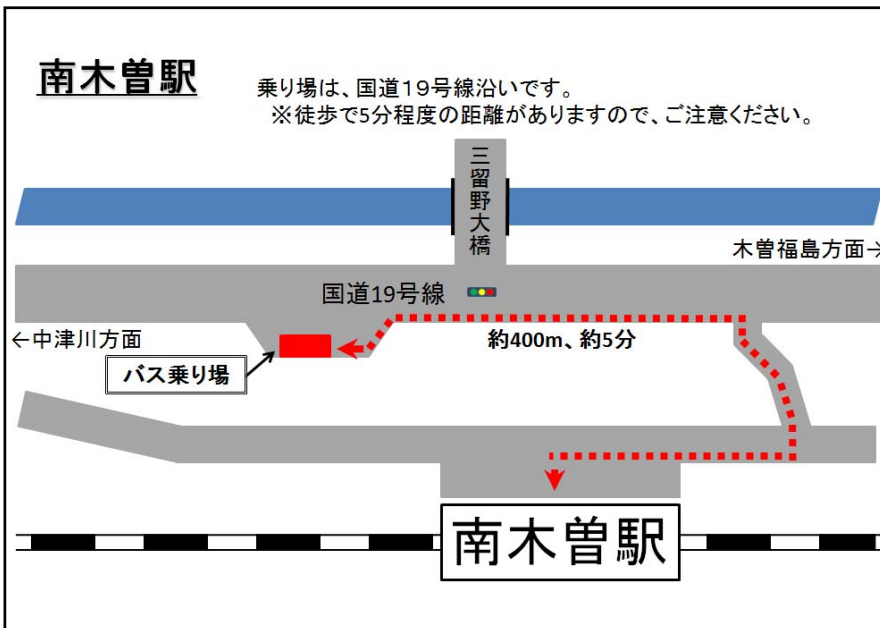 南木曽駅
乗り場は、国道19号線沿いです。
※徒歩で5分程度の距離がありますので、ご注意ください。
三留野大橋
木曽福島方面→
国道19号線
←中津川方面
約400m、約5分
バス乗り場
南木曽駅